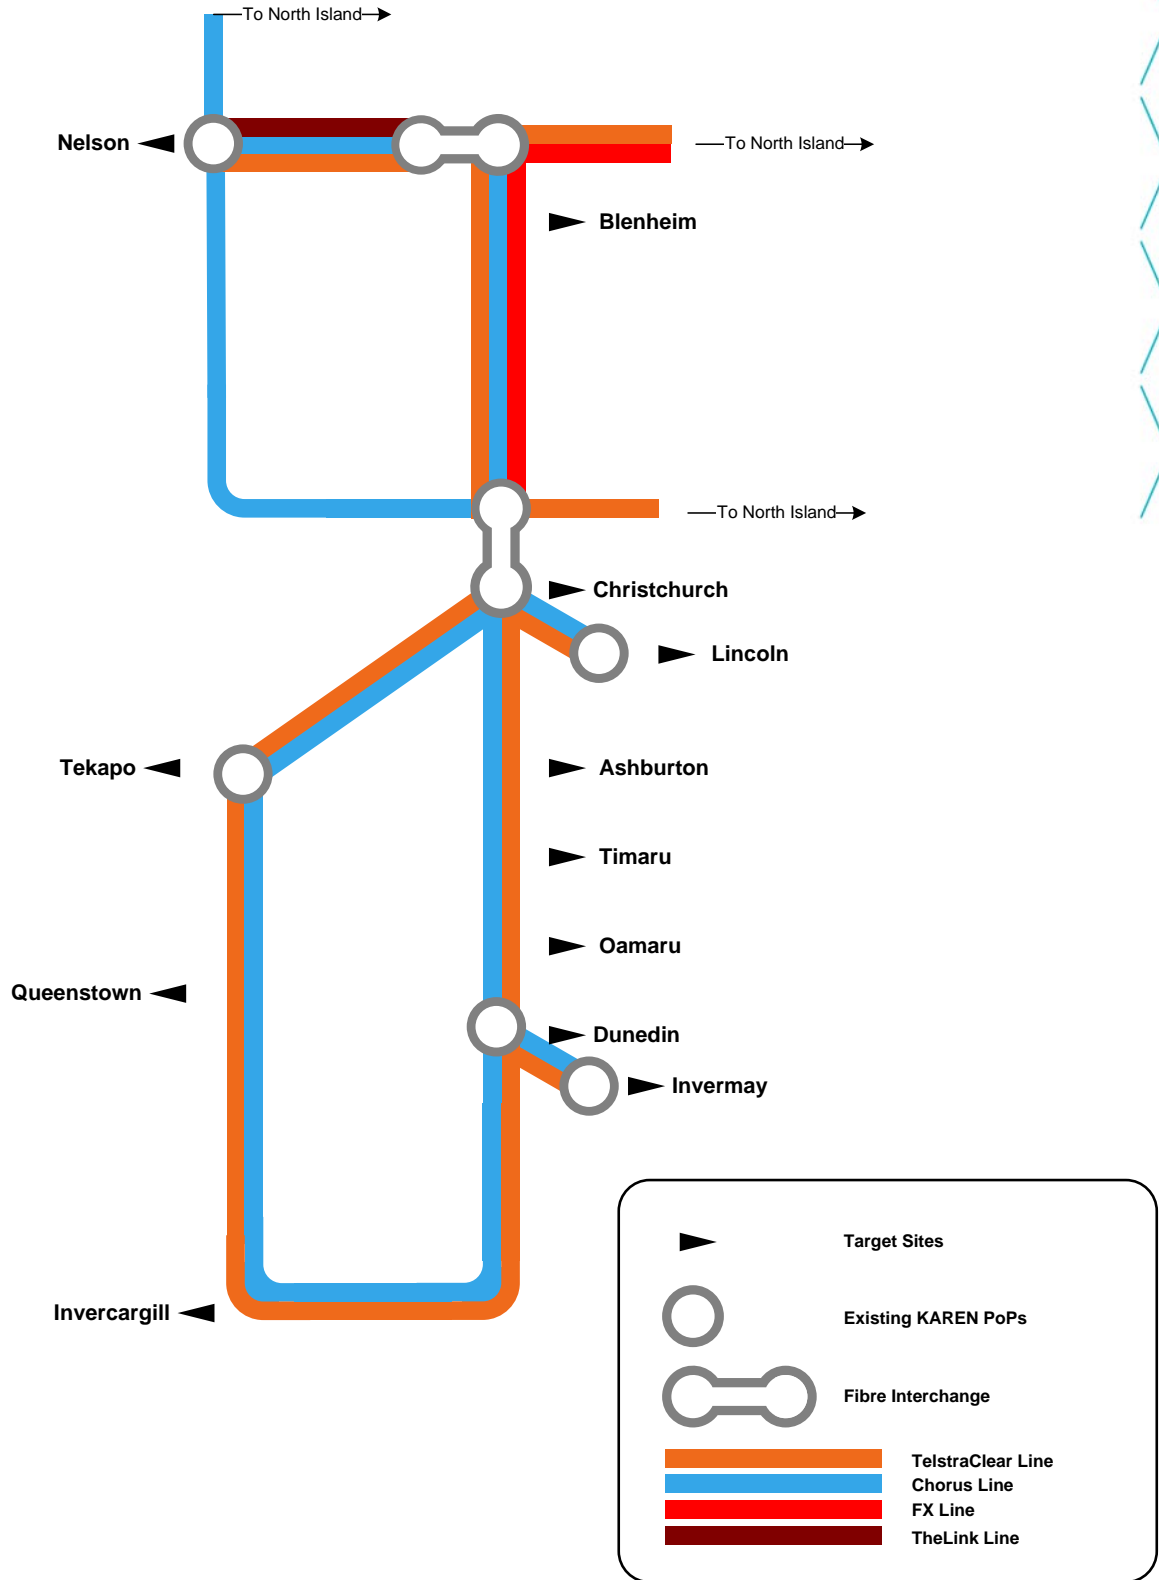 To North Island
Nelson
To North Island
Blenheim
To North Island
Christchurch
Lincoln
Tekapo
Ashburton
Timaru
Oamaru
Queenstown
Dunedin
Invermay
Invercargill
Target Sites
Existing KAREN PoPs
Fibre Interchange
TelstraClear Line
Chorus Line
FX Line
TheLink Line